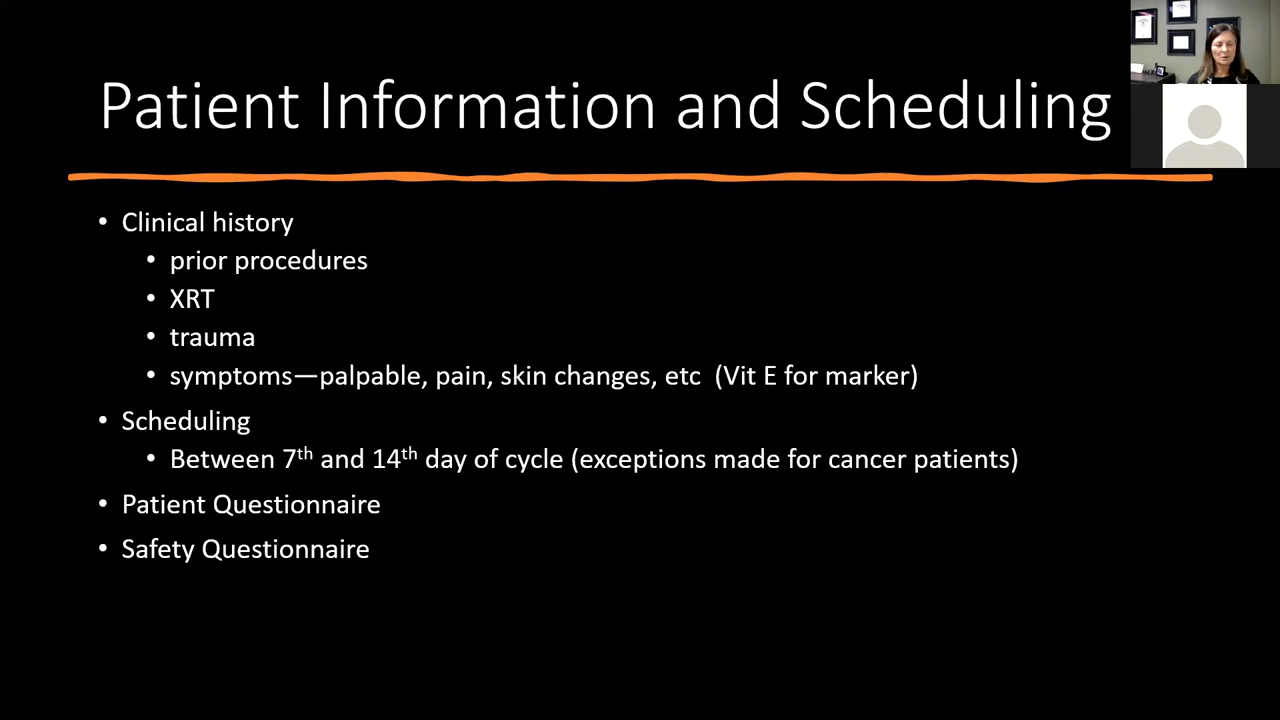 Patient Information and Scheduling
• Clinical history
• prior procedures
• XRT
• trauma
• symptoms—palpable, pain, skin changes, etc  (Vit E for marker)
• Scheduling
• Between 7th and 14th day of cycle (exceptions made for cancer patients)
• Patient Questionnaire
• Safety Questionnaire